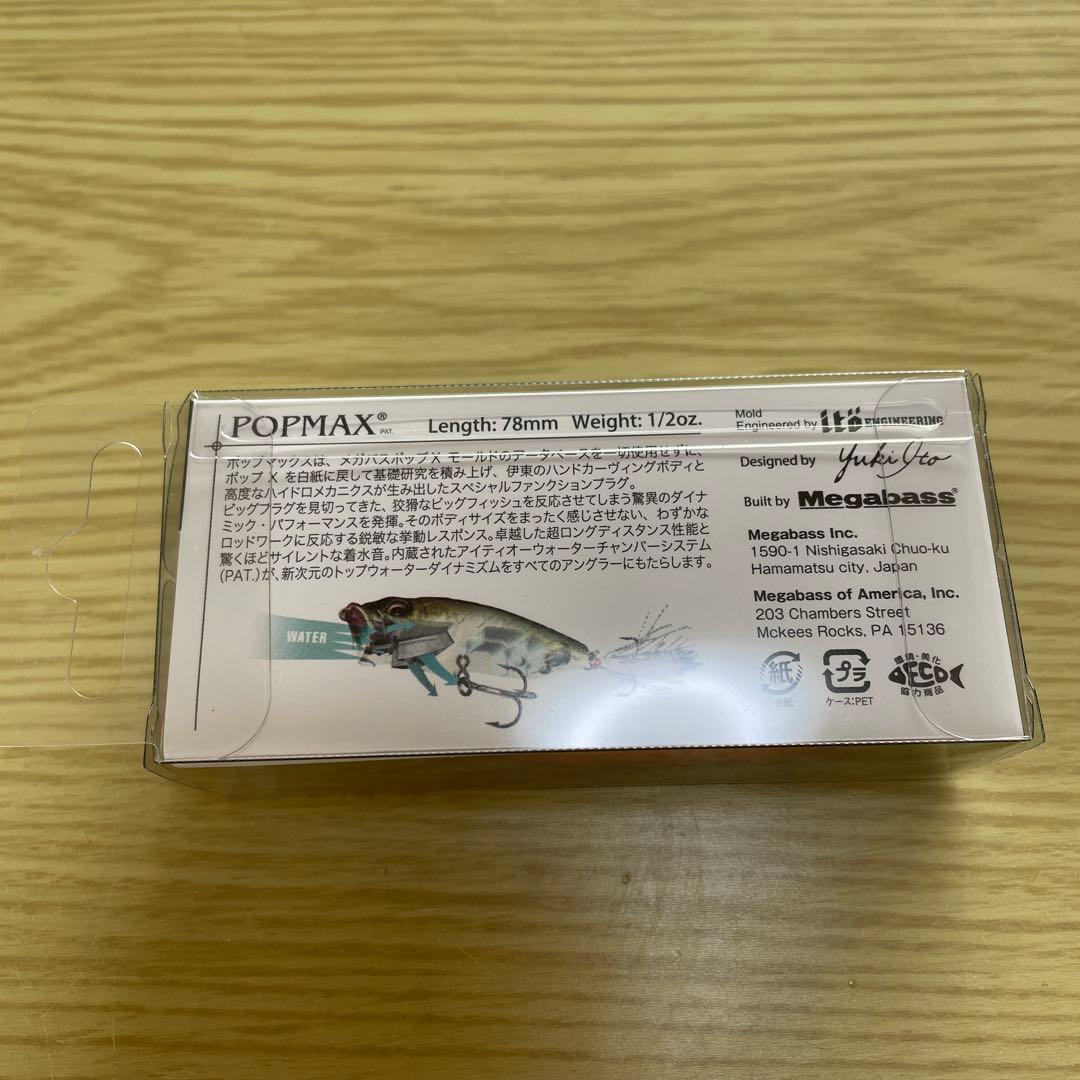 POPMAX® PAT. Length: 78mm Weight: 1/2oz.
ポップマックスは、メガバスポップX モールドのデータベースを一切使用せずに、
ポップ X を白紙に戻して基礎研究を積み上げ、伊東のハンドカーヴィングボディと
高度なハイドロメカニクスが生み出したスペシャルファンクションプラグ。
ビッグプラグを見切ってきた、狡猾なビッグフィッシュを反応させてしまう驚異のダイナ
ミック・パフォーマンスを発揮。そのボディサイズをまったく感じさせない、わずかな
ロッドワークに反応する鋭敏な挙動レスポンス。卓越した超ロングディスタンス性能と
驚くほどサイレントな着水音。内蔵されたアイティオーウォーターチャンバーシステム
(PAT.)が、新次元のトップウォーターダイナミズムをすべてのアングラーにもたらします。
WATER
Mold
Engineered by Itö ENGINEERING
Designed by Yuki Ito
Built by Megabass®
Megabass Inc.
1590-1 Nishigasaki Chuo-ku
Hamamatsu city, Japan
Megabass of America, Inc.
203 Chambers Street
Mckees Rocks, PA 15136
紙
台紙
プラ
ケース:PET
環境・美化
FECO
協力商品